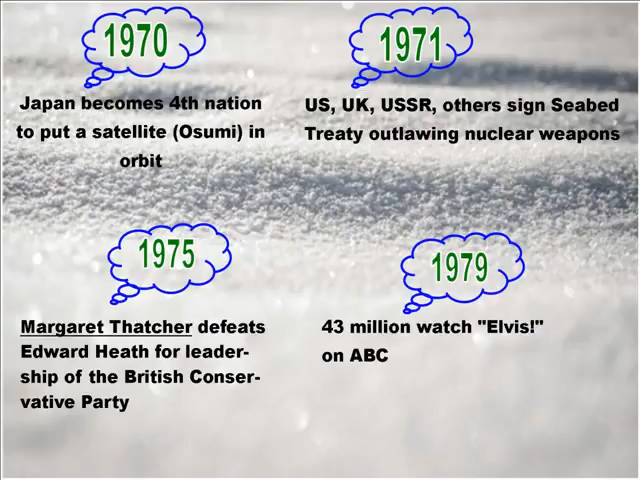 1970
Japan becomes 4th nation
to put a satellite (Osumi) in
orbit
1971
US, UK, USSR, others sign Seabed
Treaty outlawing nuclear weapons
1975
Margaret Thatcher defeats
Edward Heath for leader-
ship of the British Conser-
vative Party
1979
43 million watch "Elvis!"
on ABC